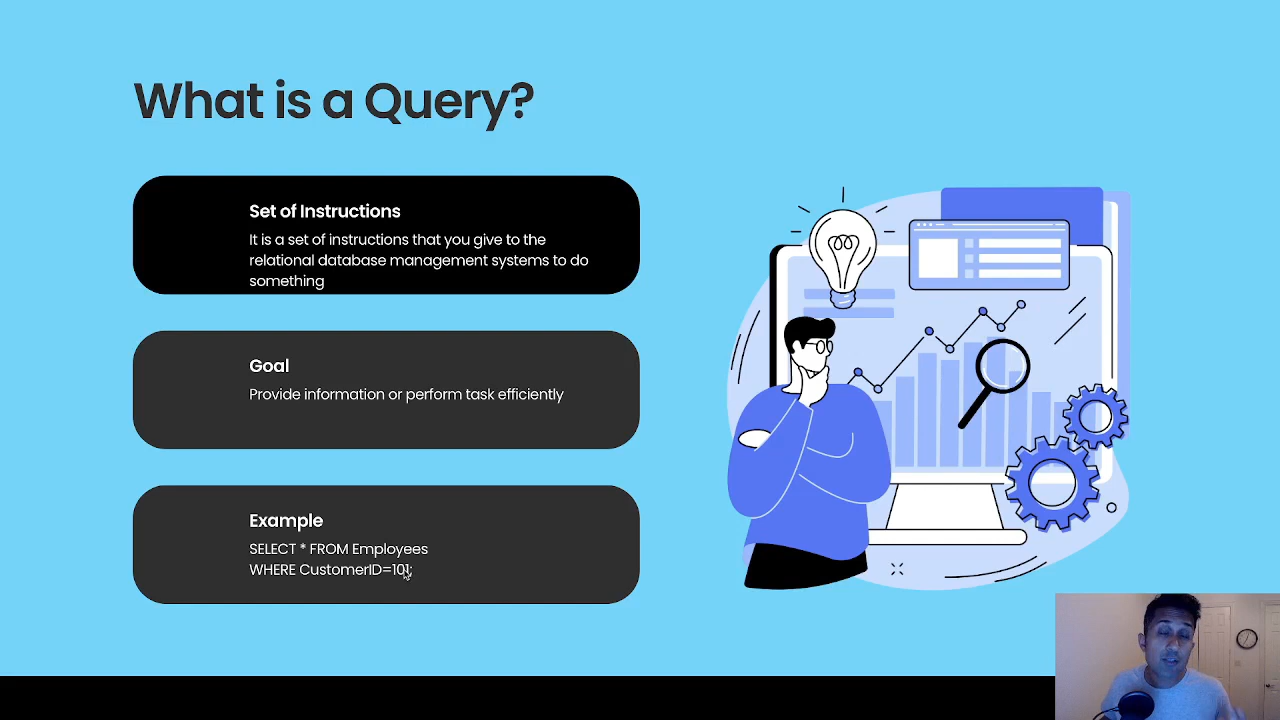 What is a Query?
Set of Instructions
It is a set of instructions that you give to the
relational database management systems to do
something
Goal
Provide information or perform task efficiently
Example
SELECT * FROM Employees
WHERE CustomerID=101;